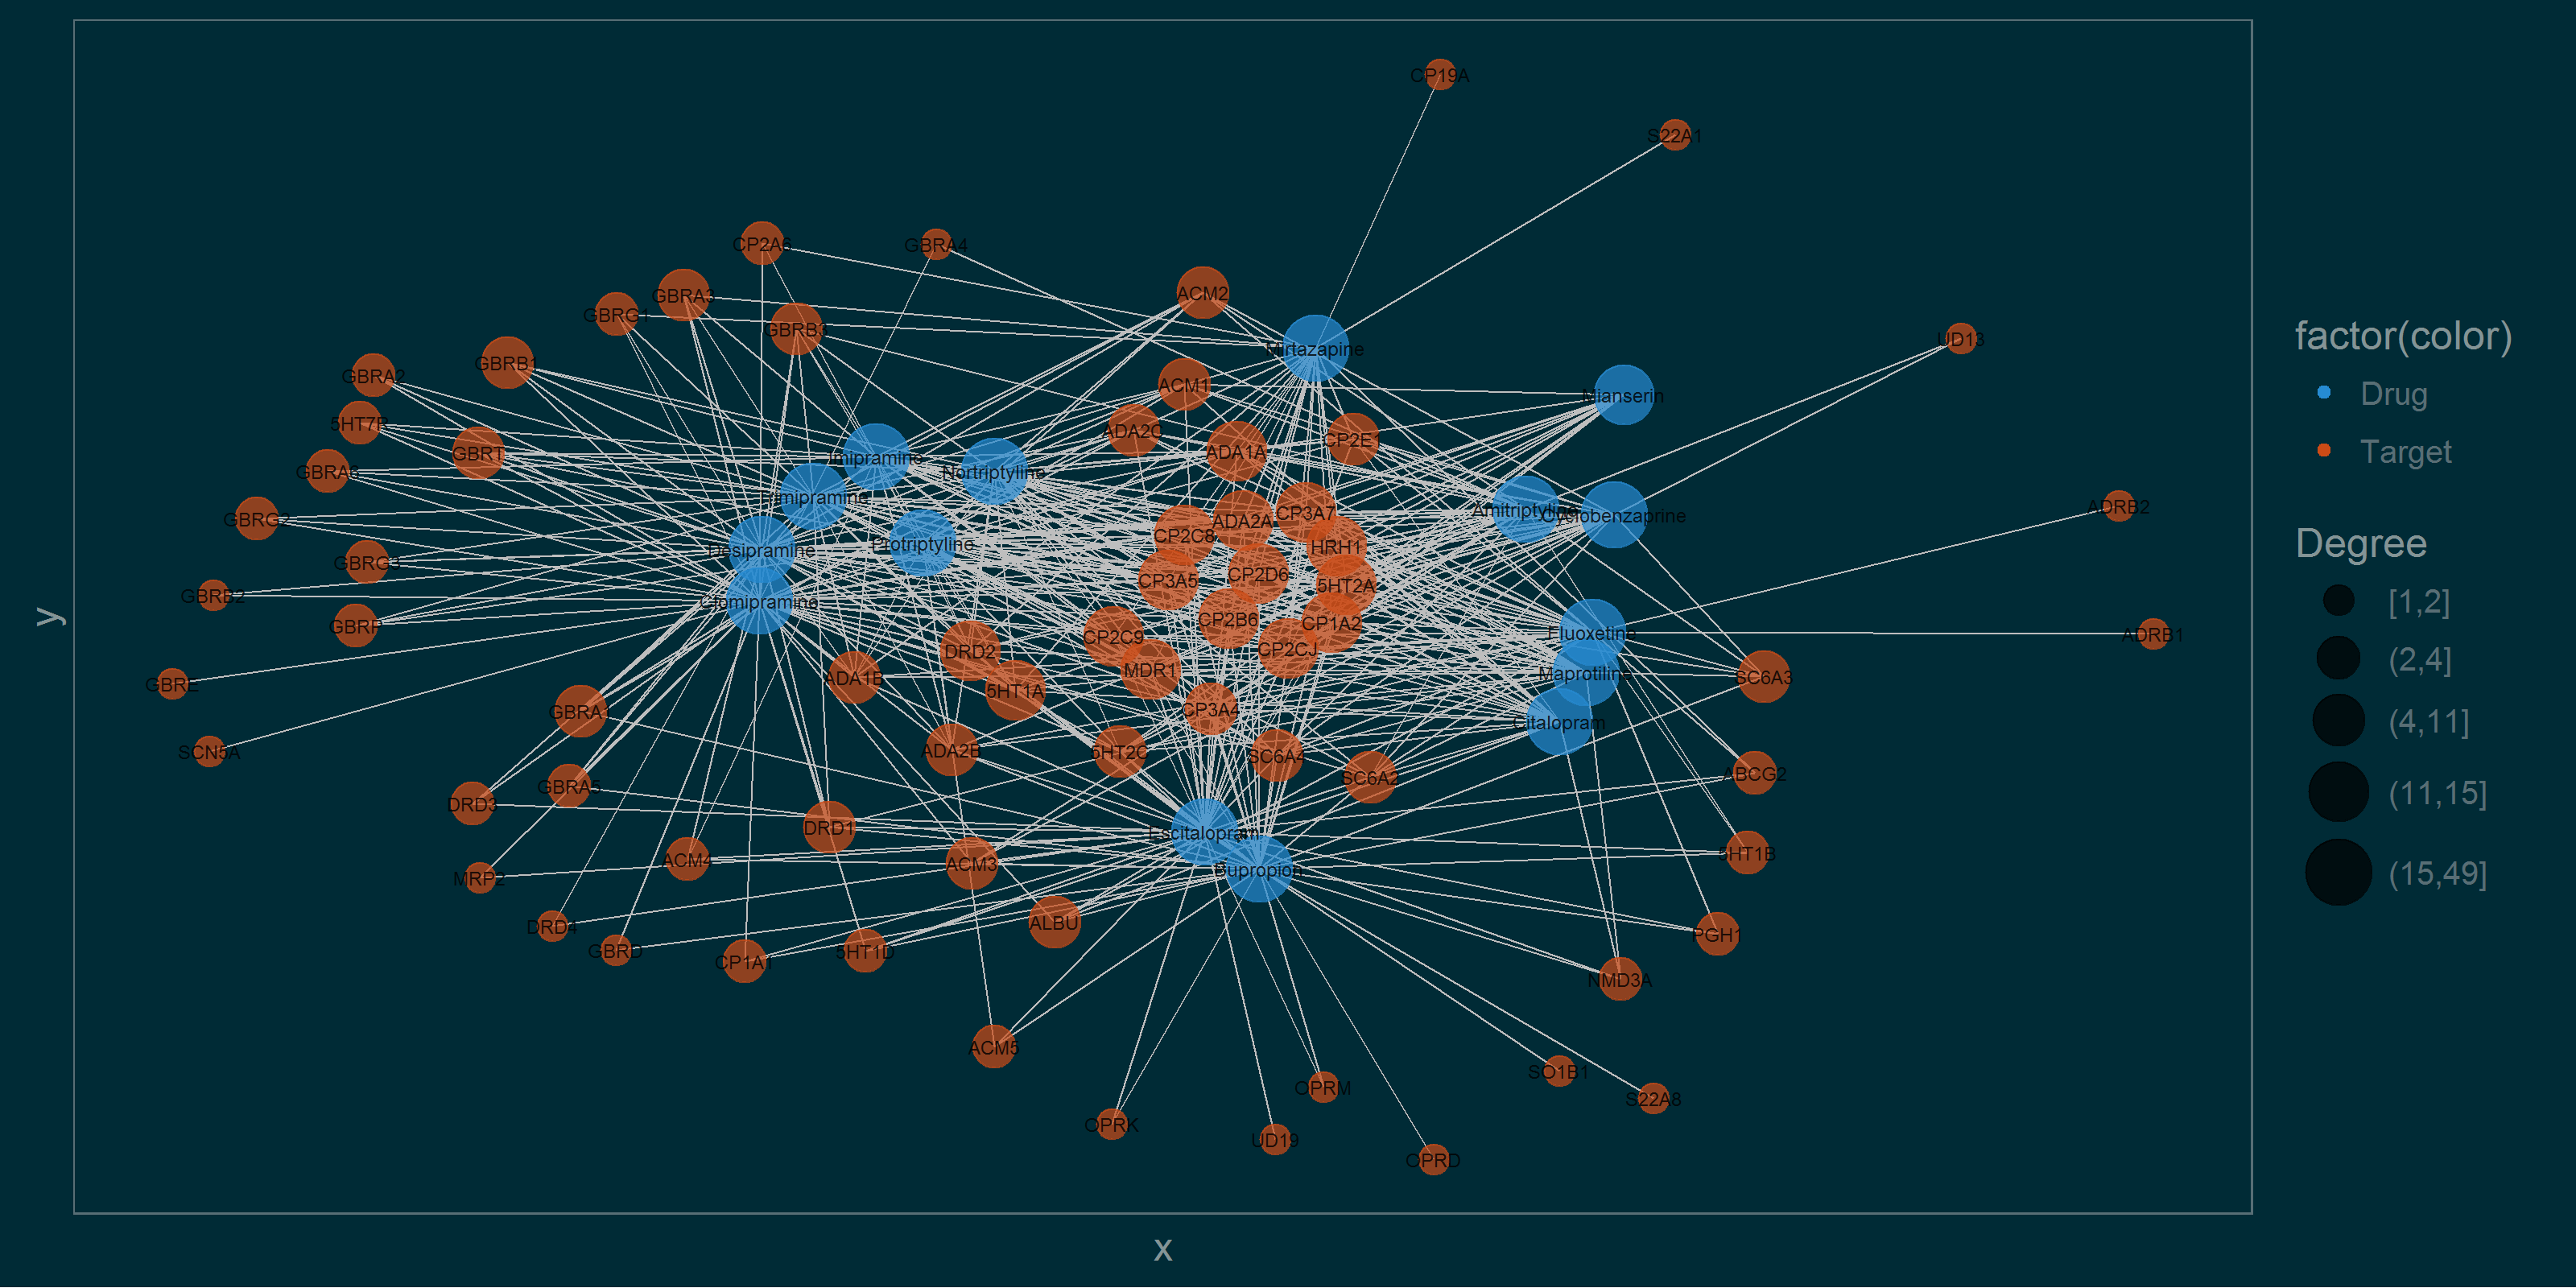 CP19A
S22A1
CP2A6
GBRA4
GBRA3
ACM2
GBRG1
GBRB3
UD13
Mirtazapine
GBRB1
GBRA2
ACM1
Mianserin
5HT7R
ADA2C
CP2E1
GBRT
ADA1A
Imipramine
GBRA6
Nortriptyline
ADRB2
CP3A7
Amitriptyline
Cyclobenzaprine
GBRG2
ADA2A
CP2C8
Protriptyline
HRH1
Desipramine
GBRG3
CP2D6
CP3A5
5HT2A
GBRB2
Clomipramine
CP2B6
CP1A2
GBRP
Fluoxetine
ADRB1
CP2C9
DRD2
CP2CJ
MDR1
Maprotiline
SC6A3
ADA1B
GBRE
5HT1A
CP3A4
GBRA1
Citalopram
SCN5A
ADA2B
5HT2C
SC6A4
ABCG2
SC6A2
GBRA5
DRD3
DRD1
Escitalopram
5HT1B
ACM4
ACM3
Bupropion
MRP2
DRD4
ALBU
PGH1
GBRD
5HT1D
CP1A1
NMD3A
ACM5
SO1B1
OPRM
S22A8
OPRK
UD19
OPRD
x
y
factor(color)
Drug
Target
Degree
[1,2]
(2,4]
(4,11]
(11,15]
(15,49]